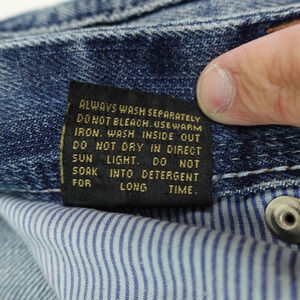 ALWAYS WASH SEPARATELY
DO NOT BLEACH. USE WARM
IRON. WASH INSIDE OUT
DO NOT DRY IN DIRECT
SUN LIGHT. DO NOT
SOAK INTO DETERGENT
FOR LONG TIME.